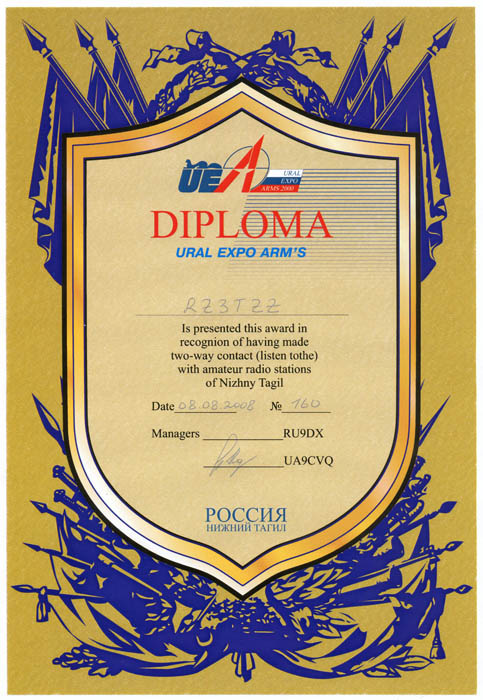 UEA
URAL
EXPO
ARMS 2000
DIPLOMA
URAL EXPO ARM'S
RZ3TZZ
Is presented this award in
recognion of having made
two-way contact (listen tothe)
with amateur radio stations
of Nizhny Tagil
Date 08.08.2008 № 160
Managers RU9DX
UA9CVQ
РОССИЯ
НИЖНИЙ ТАГИЛ